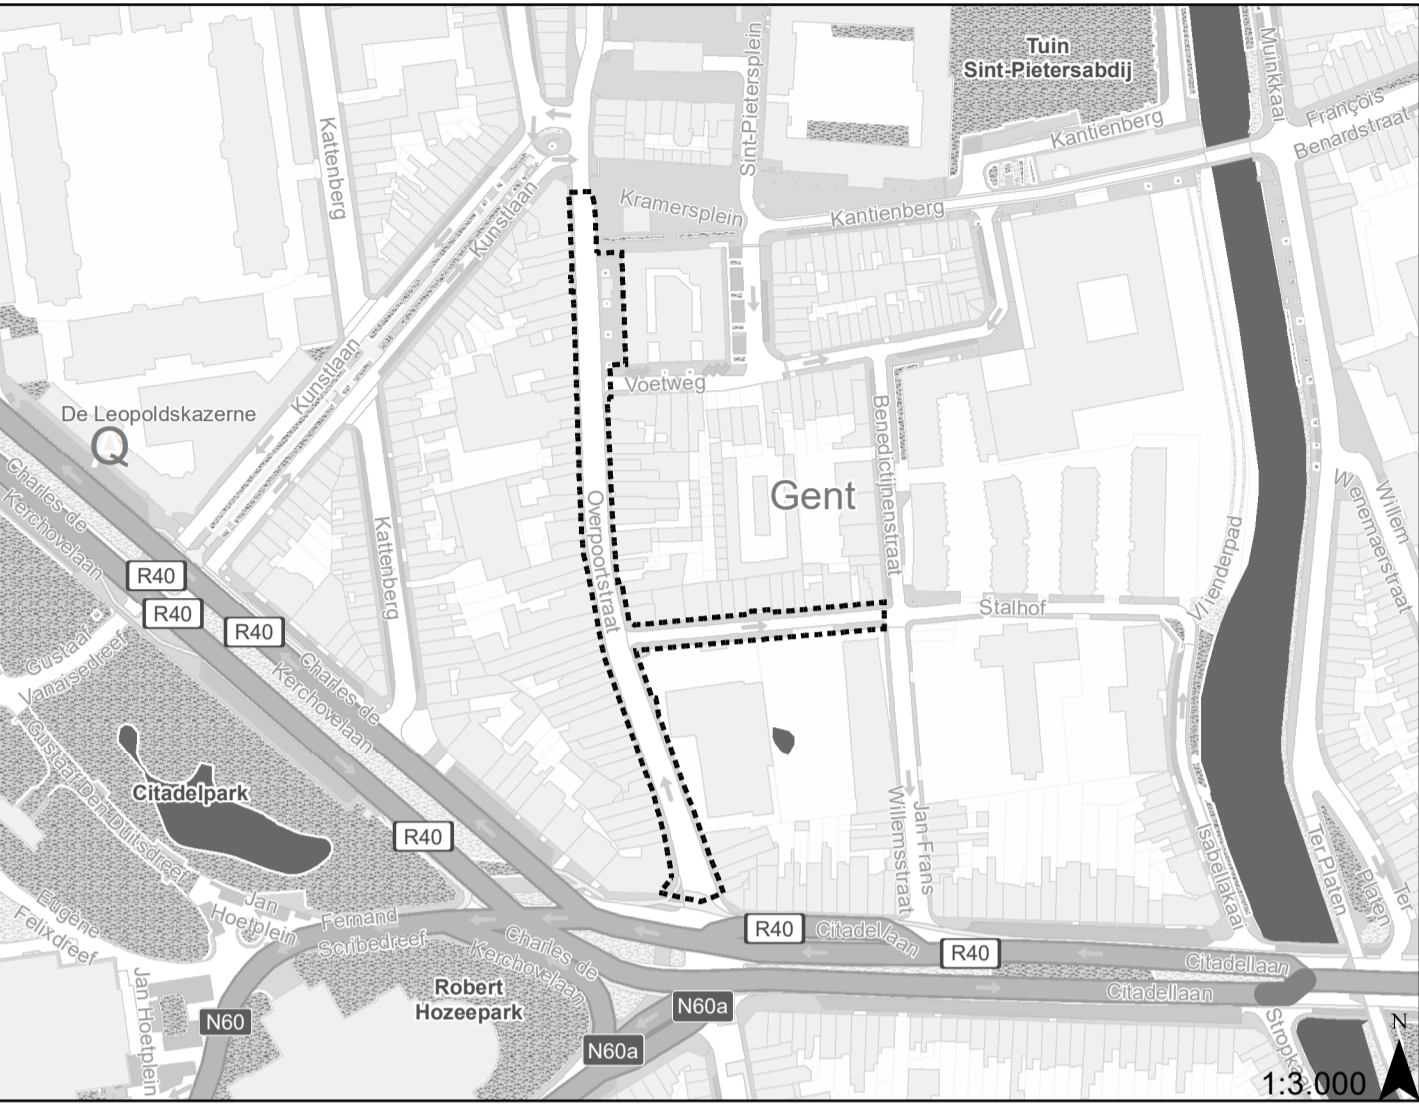 Tuin
Sint-Pietersabdij
Sint-Pietersplein
Muinkkaai
François
Benardstraat
Kattenberg
Kantienberg
Kunstlaan
Kramersplein
Kantienberg
Kunstlaan
Voetweg
De Leopoldskazerne
Q
Benedictijnenstraat
Gent
Charles de
Kerchovelaan
Overpoortstraat
Kattenberg
Willem
Wenemaerstraat
R40
R40
R40
Stalhof
Vlienderpad
Gustaaf
Vanaisedreef
Charles de
Kerchovelaan
Gustaaf Den Duitsdreef
Citadelpark
R40
Jan Frans
Willemsstraat
Isabellakaai
Ter Platen
Ter
Platen
Eugène
Felixdreef
Jan
Hoetplein
Fernand
Scribedreef
Charles de
Kerchovelaan
R40
Citadellaan
R40
Citadellaan
Citadellaan
Jan Hoetplein
Robert
Hozeepark
N60
N60a
N60a
N
1:3.000